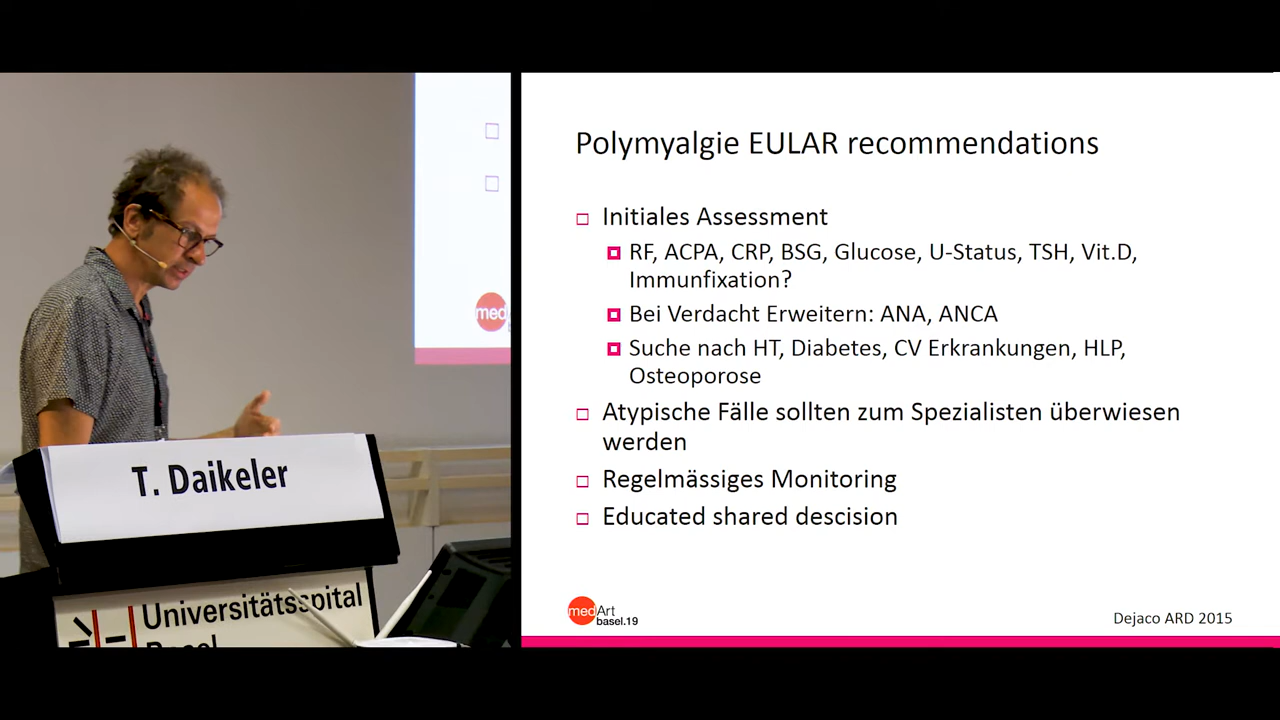 Polymyalgie EULAR recommendations
Initiales Assessment
RF, ACPA, CRP, BSG, Glucose, U-Status, TSH, Vit.D,
Immunfixation?
Bei Verdacht Erweitern: ANA, ANCA
Suche nach HT, Diabetes, CV Erkrankungen, HLP,
Osteoporose
Atypische Fälle sollten zum Spezialisten überwiesen
werden
Regelmässiges Monitoring
Educated shared descision
medArt
basel.19
Dejaco ARD 2015
med
T. Daikeler
Universitätsspital
Basel